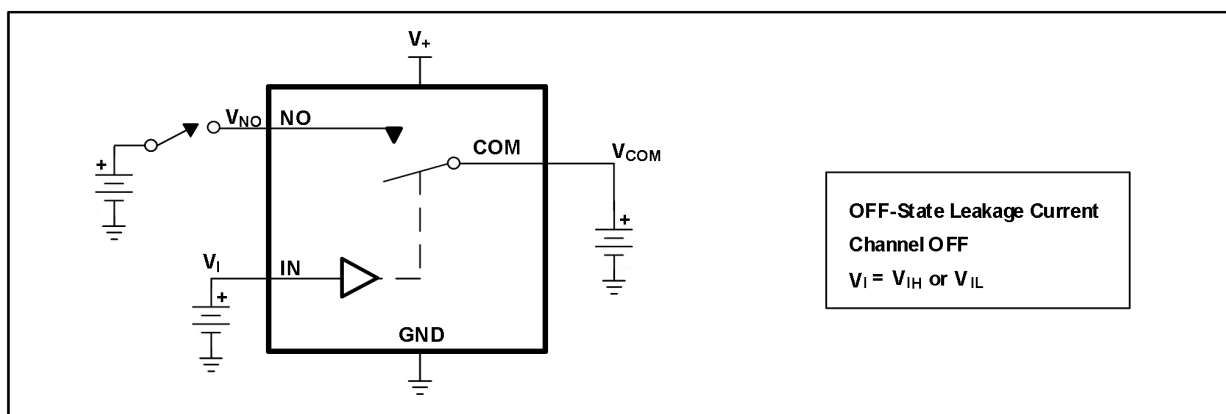 V+
VNO NO
COM VCOM
+
+
VI IN
+
GND
OFF-State Leakage Current
Channel OFF
VI = VIH or VIL